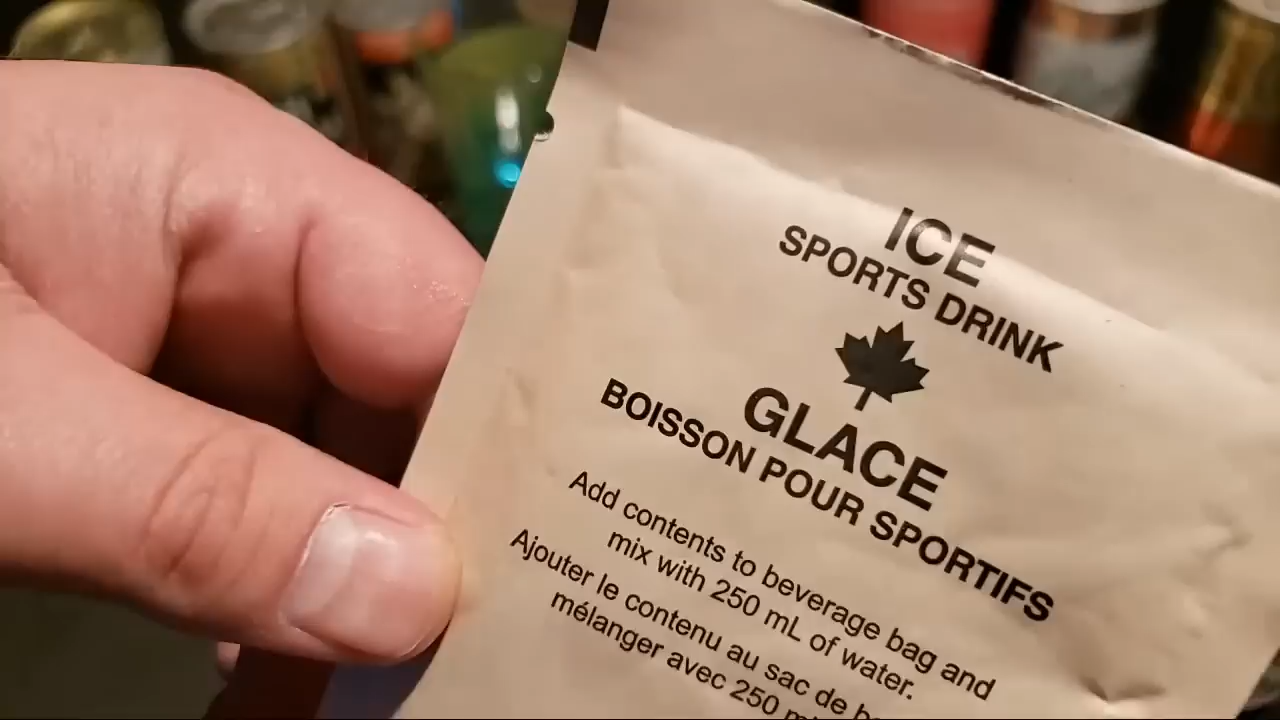 ICE
SPORTS DRINK
GLACE
BOISSON POUR SPORTIFS
Add contents to beverage bag and
mix with 250 mL of water.
Ajouter le contenu au sac de
mélanger avec 250